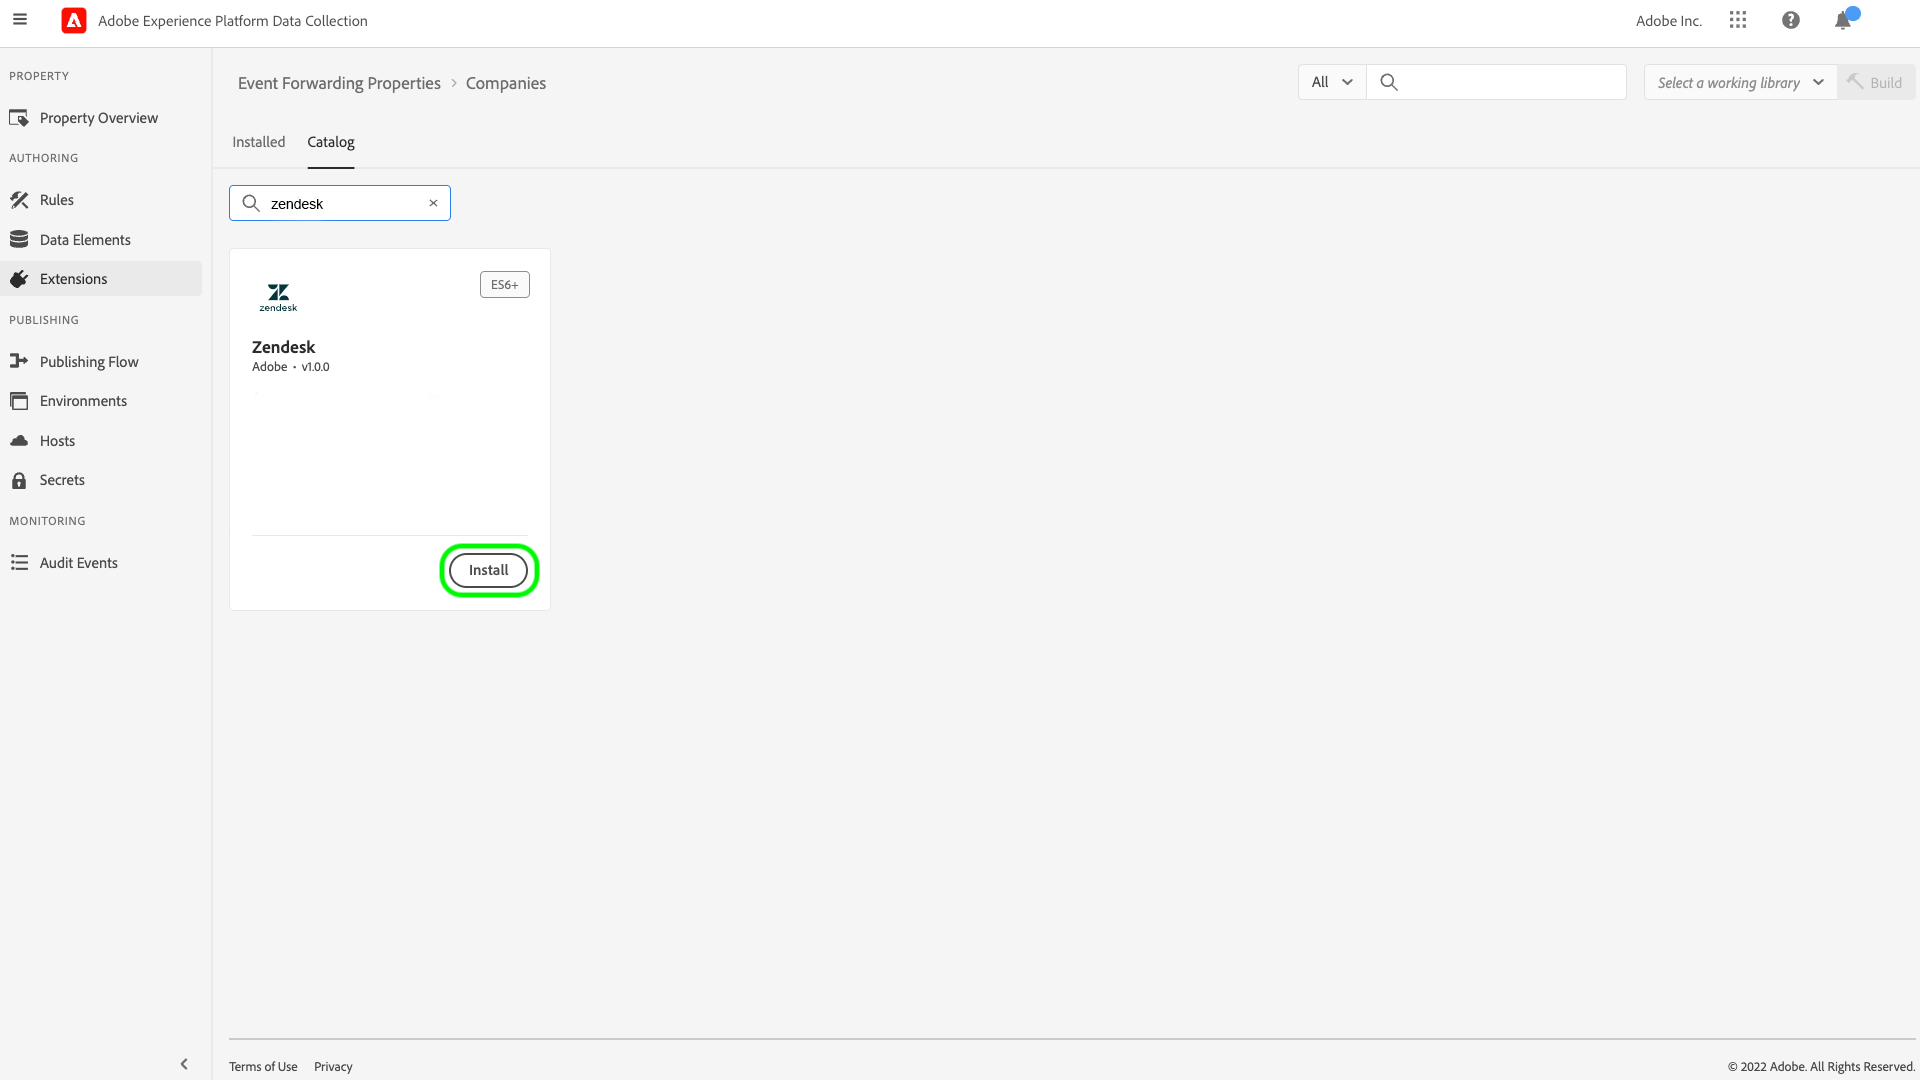 Adobe Experience Platform Data Collection
Adobe Inc.
PROPERTY
Property Overview
AUTHORING
Rules
Data Elements
Extensions
PUBLISHING
Publishing Flow
Environments
Hosts
Secrets
MONITORING
Audit Events
Event Forwarding Properties > Companies
All
Select a working library
Build
Installed
Catalog
zendesk
zendesk
ES6+
Zendesk
Adobe • v1.0.0
Install
Terms of Use
Privacy
© 2022 Adobe. All Rights Reserved.